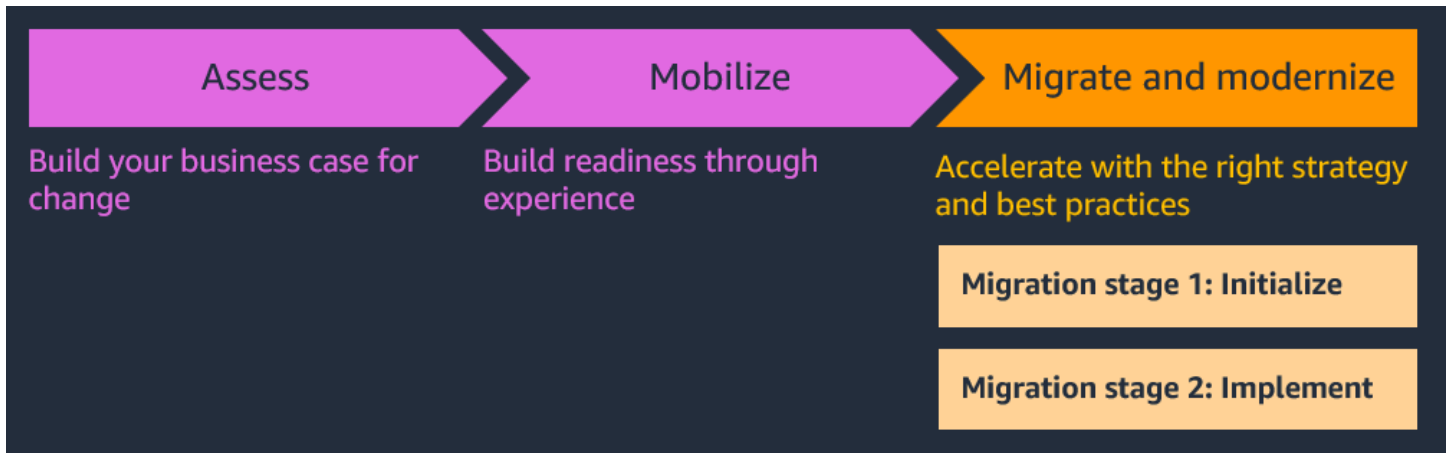 Assess
Mobilize
Migrate and modernize
Build your business case for
change
Build readiness through
experience
Accelerate with the right strategy
and best practices
Migration stage 1: Initialize
Migration stage 2: Implement